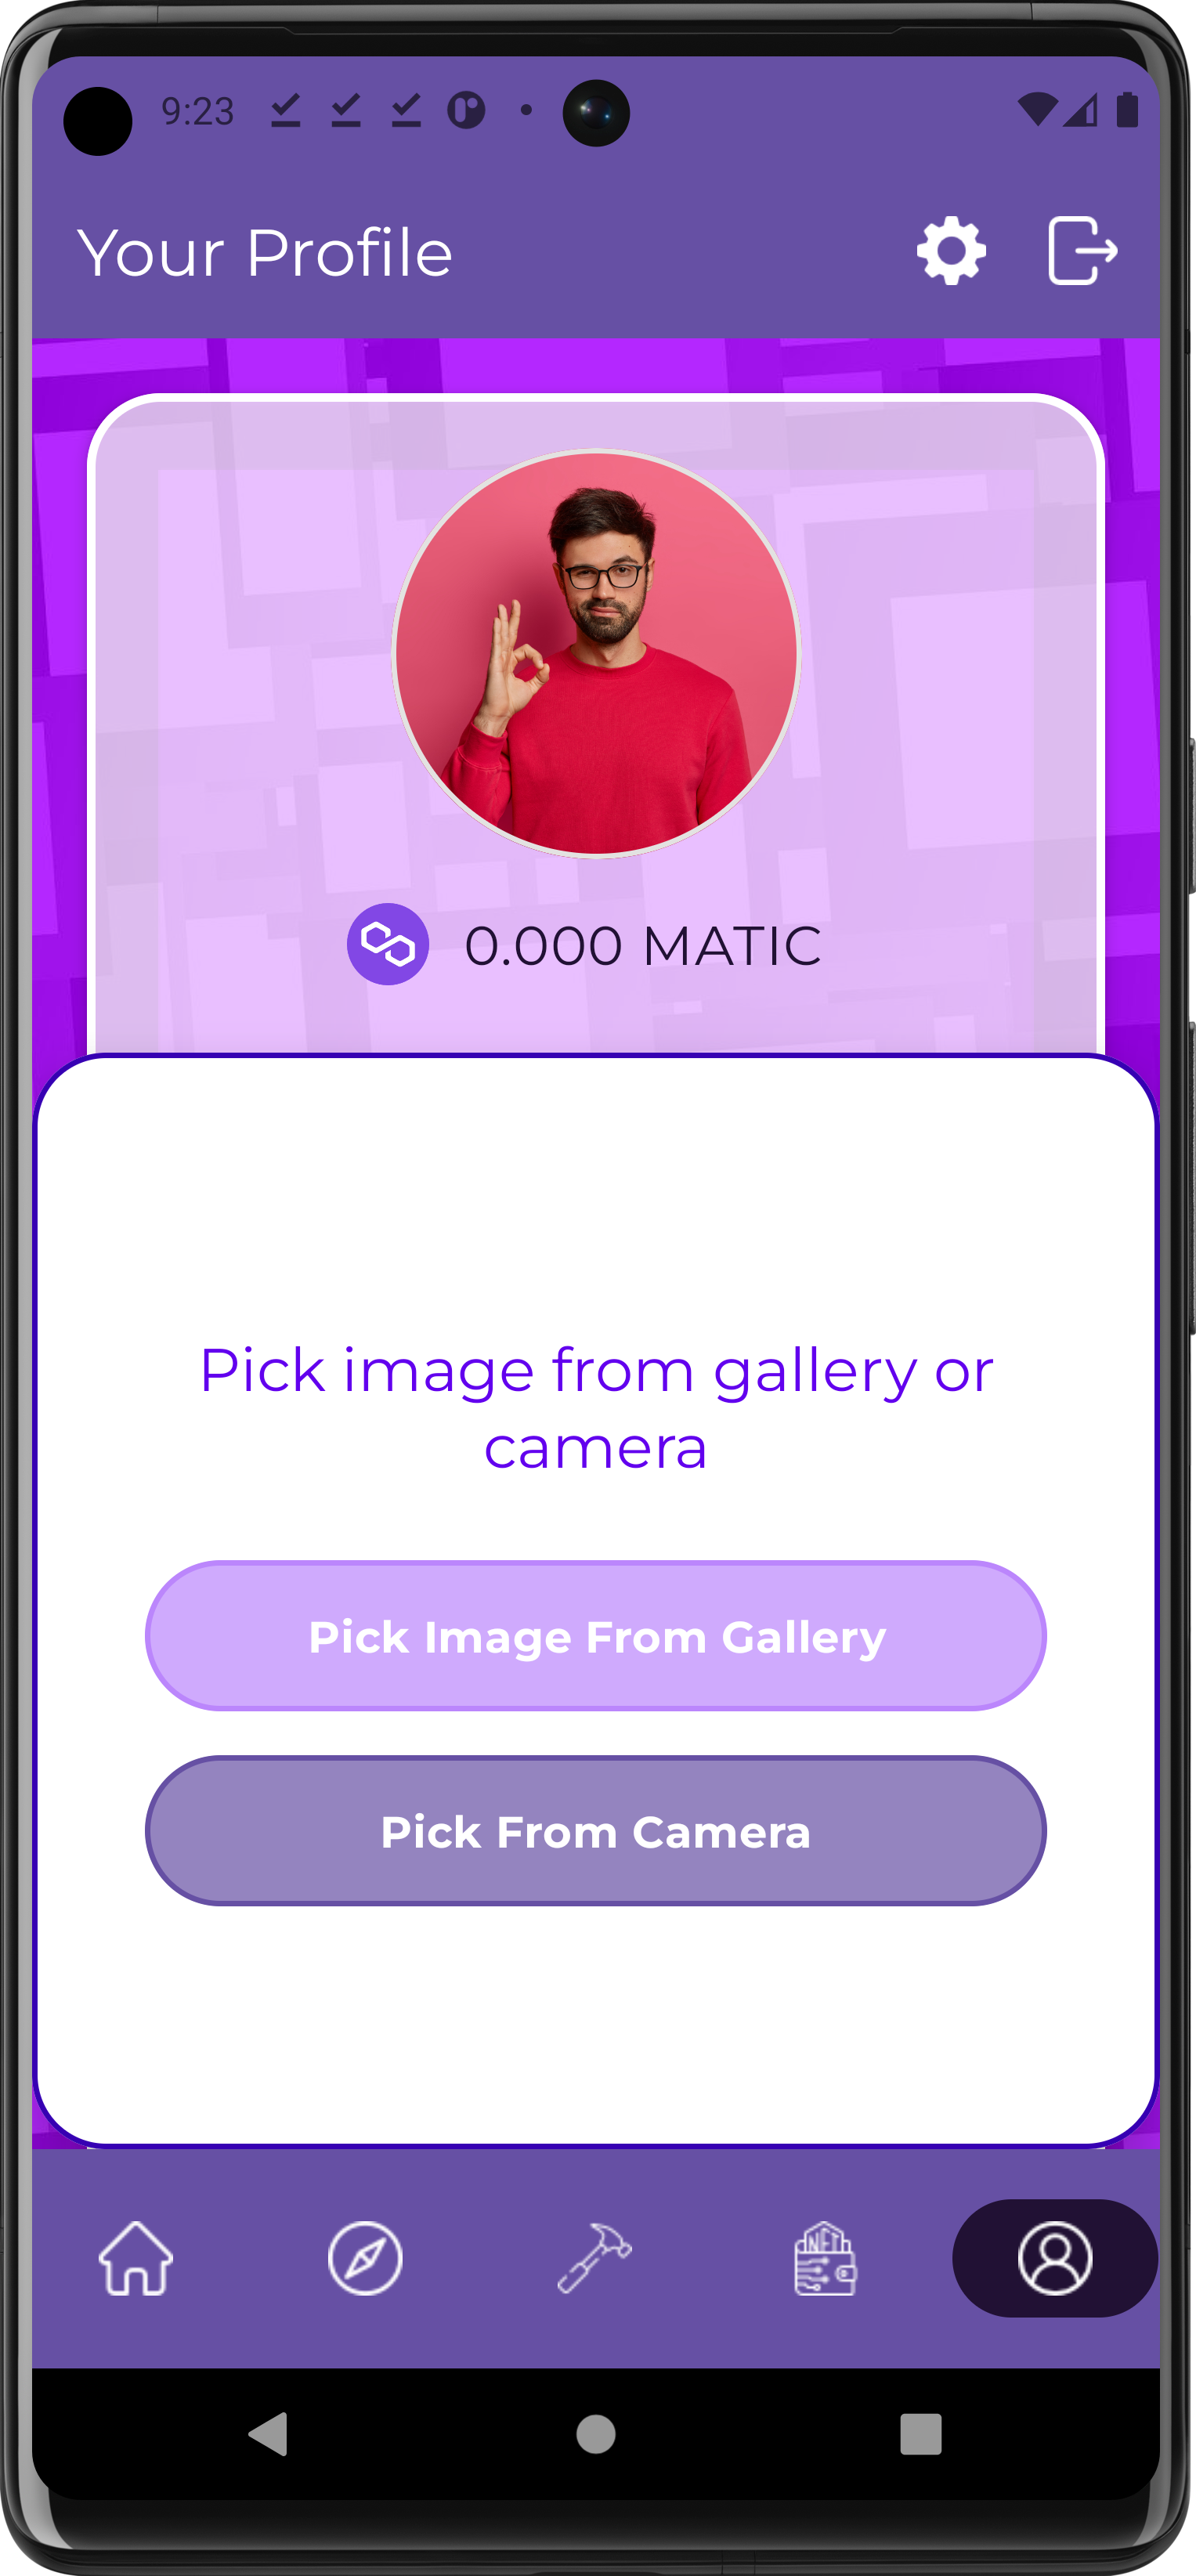 9:23
Your Profile
0.000 MATIC
Pick image from gallery or
camera
Pick Image From Gallery
Pick From Camera
NFT